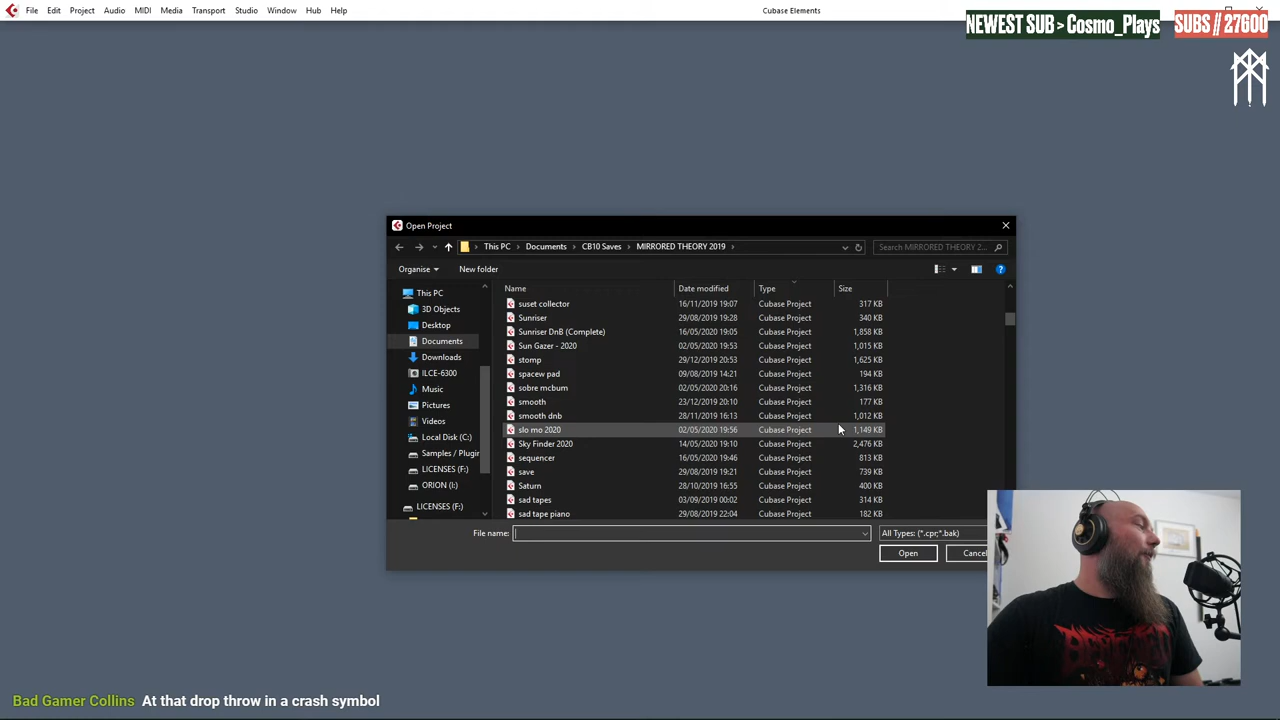 File Edit Project Audio MIDI Media Transport Studio Window Hub Help Cubase Elements
NEWEST SUB > Cosmo_Plays SUBS // 27600
Open Project
This PC > Documents > CB10 Saves > MIRRORED THEORY 2019 > Search MIRRORED THEORY 2...
Organise New folder
Name Date modified Type Size
This PC
3D Objects
Desktop
Documents
Downloads
ILCE-6300
Music
Pictures
Videos
Local Disk (C:)
Samples / Plugin
LICENSES (F:)
ORION (I:)
LICENSES (F:)
suset collector 16/11/2019 19:07 Cubase Project 317 KB
Sunriser 29/08/2019 19:28 Cubase Project 340 KB
Sunriser DnB (Complete) 16/05/2020 19:05 Cubase Project 1,858 KB
Sun Gazer - 2020 02/05/2020 19:53 Cubase Project 1,015 KB
stomp 29/12/2019 20:53 Cubase Project 1,625 KB
spacew pad 09/08/2019 14:21 Cubase Project 194 KB
sobre mcbum 02/05/2020 20:16 Cubase Project 1,316 KB
smooth 23/12/2019 20:10 Cubase Project 177 KB
smooth dnb 28/11/2019 16:13 Cubase Project 1,012 KB
slo mo 2020 02/05/2020 19:56 Cubase Project 1,149 KB
Sky Finder 2020 14/05/2020 19:10 Cubase Project 2,476 KB
sequencer 16/05/2020 19:46 Cubase Project 813 KB
save 29/08/2019 19:21 Cubase Project 739 KB
Saturn 28/10/2019 16:55 Cubase Project 400 KB
sad tapes 03/09/2019 00:02 Cubase Project 314 KB
sad tape piano 29/08/2019 22:04 Cubase Project 182 KB
File name: All Types: (*.cpr;*.bak)
Open Cancel
Bad Gamer Collins At that drop throw in a crash symbol